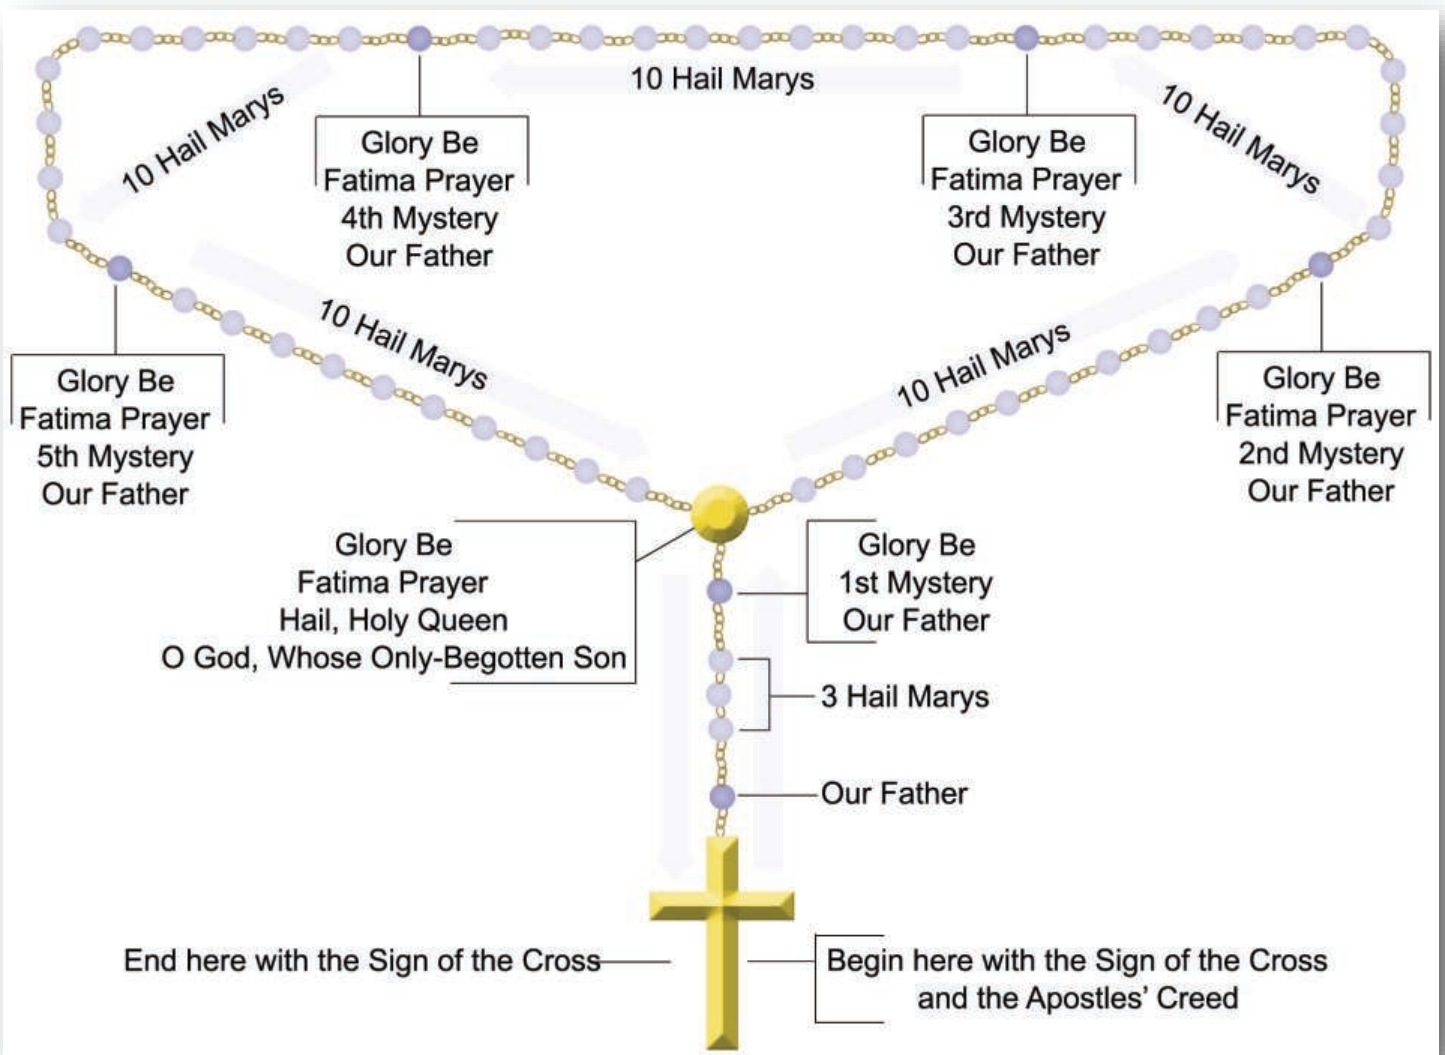 10 Hail Marys
10 Hail Marys
10 Hail Marys
Glory Be
Fatima Prayer
4th Mystery
Our Father
Glory Be
Fatima Prayer
3rd Mystery
Our Father
10 Hail Marys
10 Hail Marys
Glory Be
Fatima Prayer
5th Mystery
Our Father
Glory Be
Fatima Prayer
2nd Mystery
Our Father
Glory Be
Fatima Prayer
Hail, Holy Queen
O God, Whose Only-Begotten Son
Glory Be
1st Mystery
Our Father
3 Hail Marys
Our Father
End here with the Sign of the Cross
Begin here with the Sign of the Cross
and the Apostles’ Creed